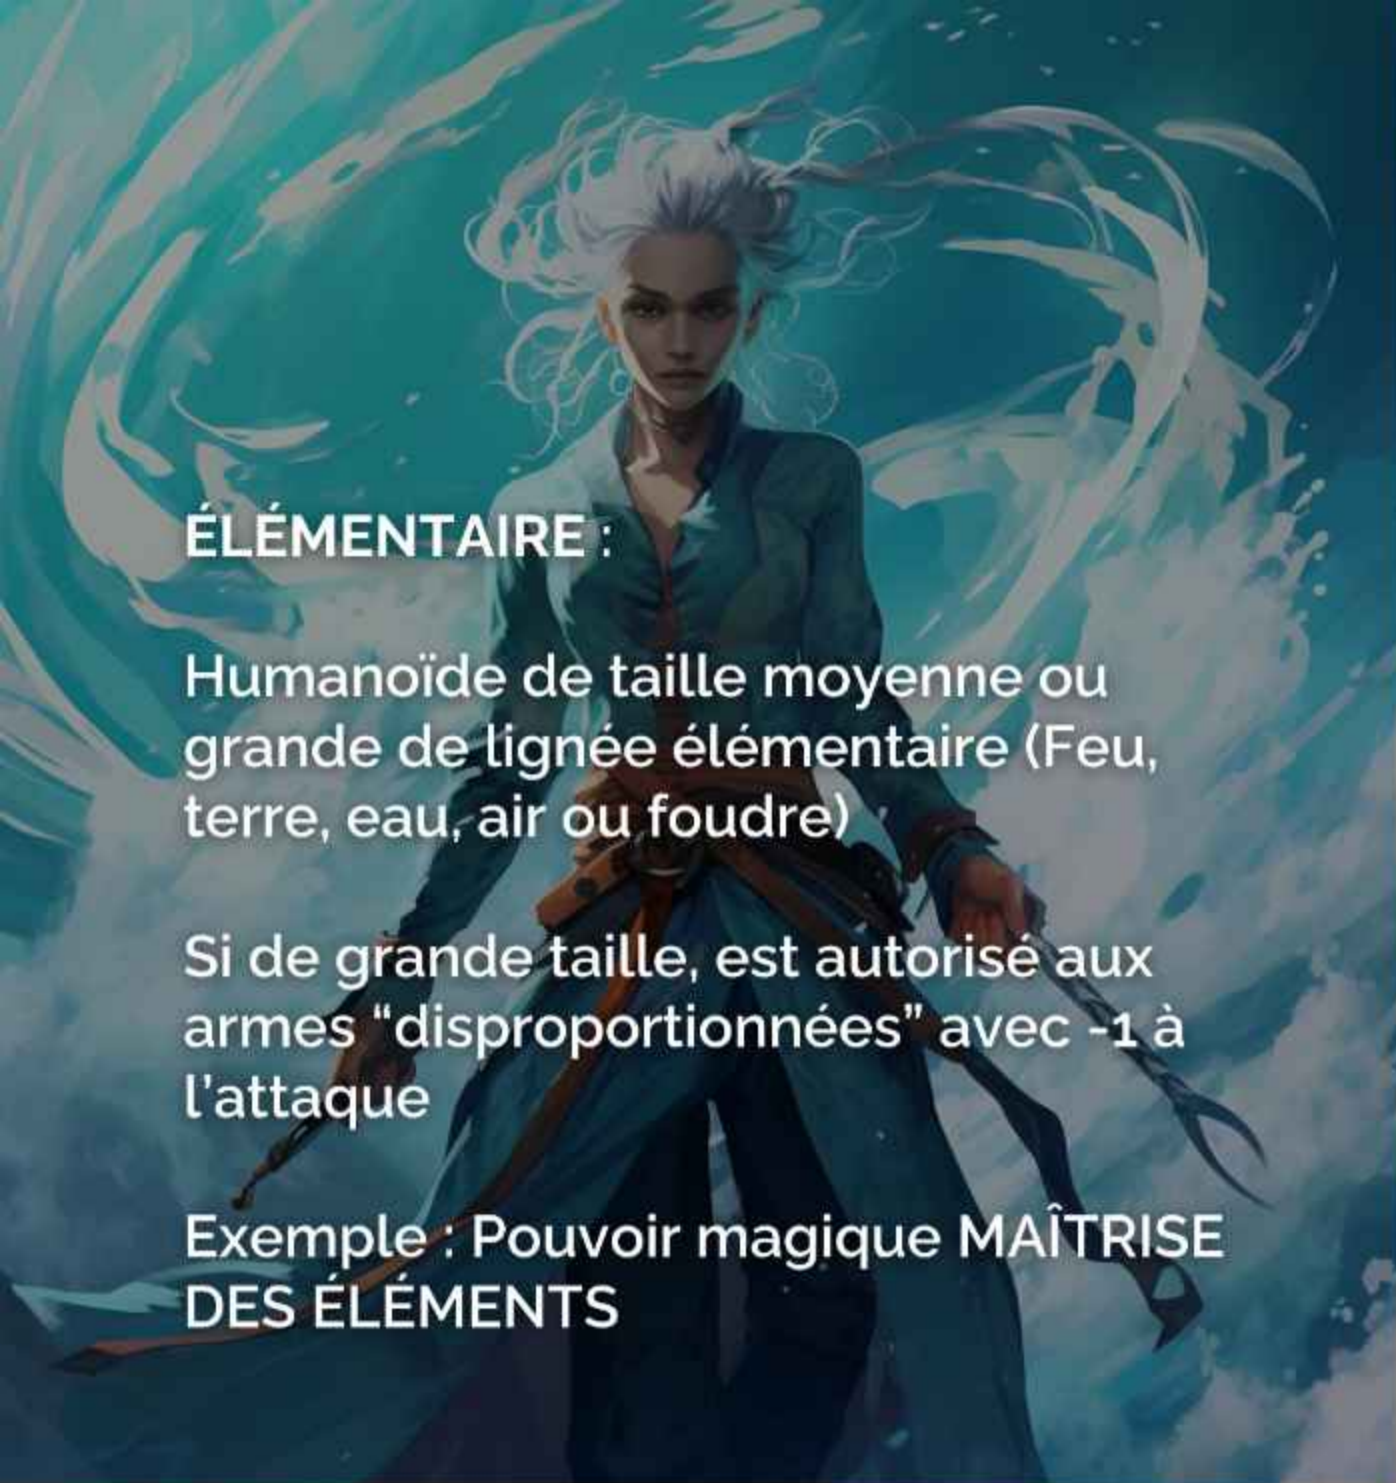 ÉLÉMENTAIRE :
Humanoïde de taille moyenne ou
grande de lignée élémentaire (Feu,
terre, eau, air ou foudre)
Si de grande taille, est autorisé aux
armes “disproportionnées” avec -1 à
l'attaque
Exemple : Pouvoir magique MAÎTRISE
DES ÉLÉMENTS